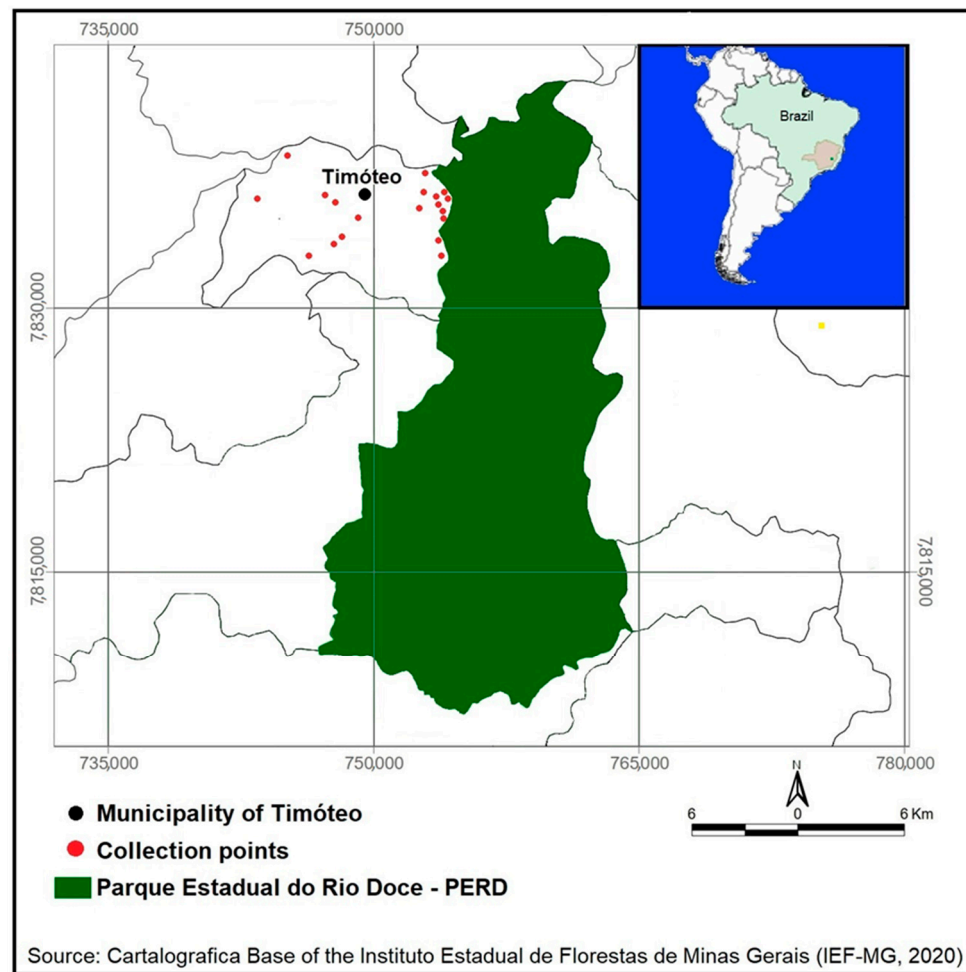 735,000 750,000
Brazil
Timóteo
7,830,000
7,815,000 7,815,000
735,000 750,000 765,000 780,000
N
6 0 6 Km
Municipality of Timóteo
Collection points
Parque Estadual do Rio Doce - PERD
Source: Cartalografica Base of the Instituto Estadual de Florestas de Minas Gerais (IEF-MG, 2020)